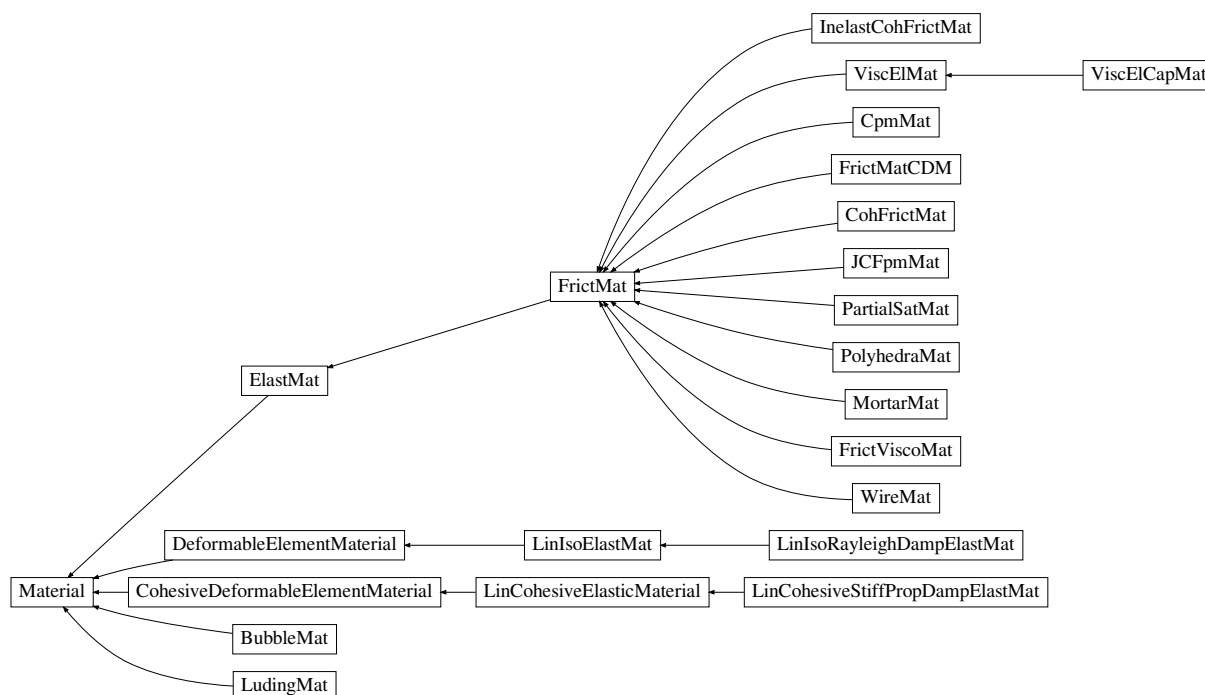 InelastCohFrictMat
ViscElMat
ViscElCapMat
CpmMat
FrictMatCDM
CohFrictMat
JCFpmMat
FrictMat
PartialSatMat
PolyhedraMat
ElastMat
MortarMat
FrictViscoMat
WireMat
DeformableElementMaterial
LinIsoElastMat
LinIsoRayleighDampElastMat
Material
CohesiveDeformableElementMaterial
LinCohesiveElasticMaterial
LinCohesiveStiffPropDampElastMat
BubbleMat
LudingMat